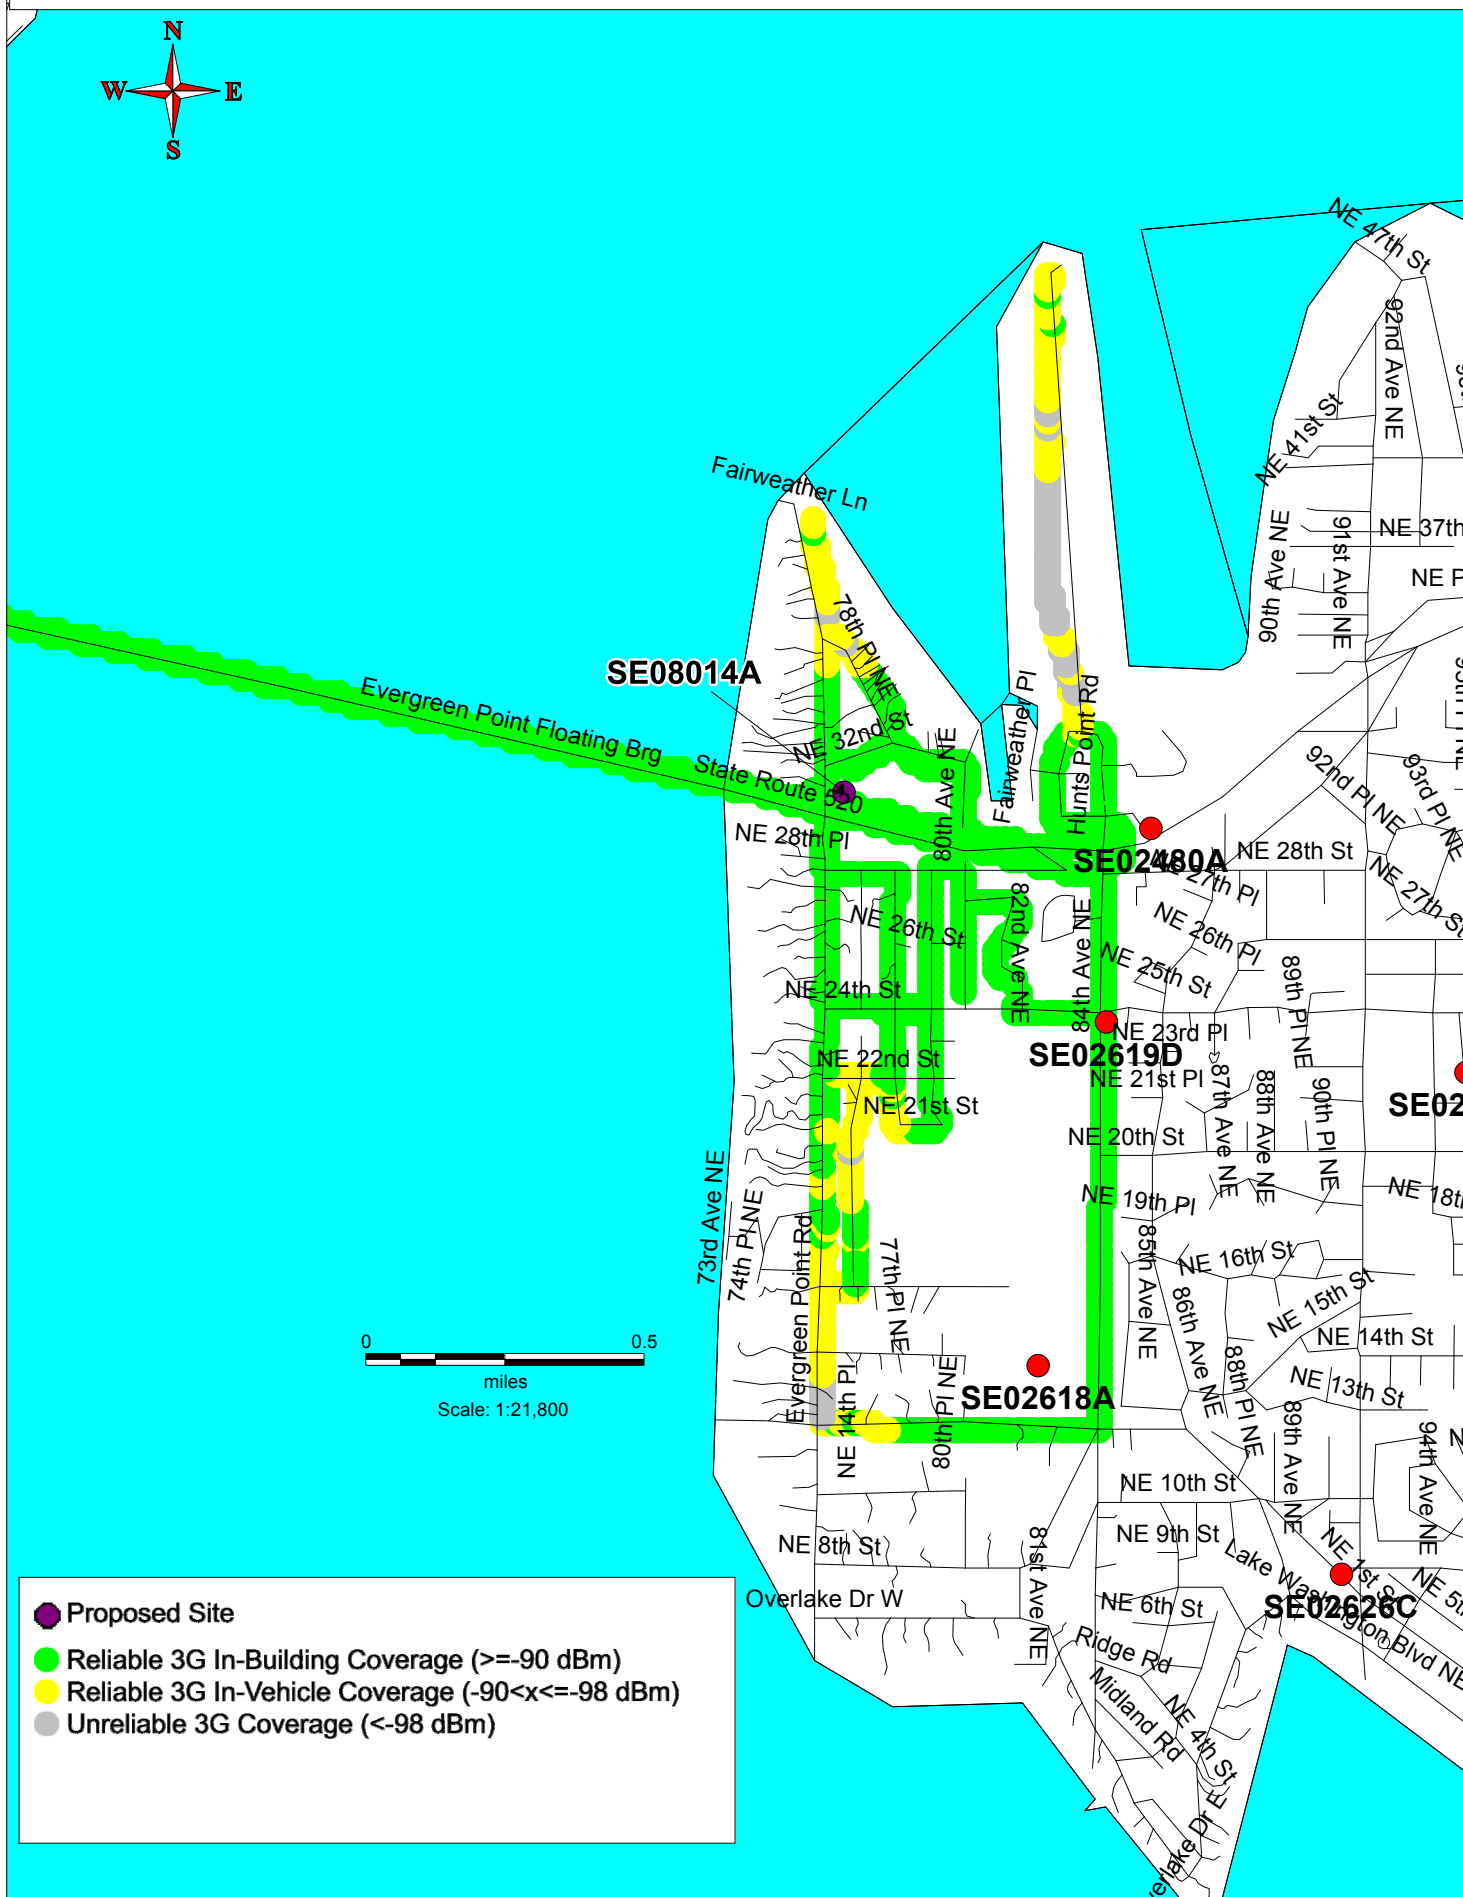 N
W
E
S
NE 47th St
92nd Ave NE
NE 41st St
Fairweather Ln
90th Ave NE
91st Ave NE
NE 37th
NE P
78th Pl NE
SE08014A
Evergreen Point Floating Brg
State Route 520
NE 32nd St
80th Ave NE
Fairweather Pl
Hunts Point Rd
92nd Pl NE
93rd Pl NE
NE 28th Pl
SE02480A
NE 28th St
NE 27th Pl
NE 27th St
NE 26th St
82nd Ave NE
84th Ave NE
NE 26th Pl
NE 25th St
89th Pl NE
NE 24th St
NE 23rd Pl
SE02619D
NE 22nd St
NE 21st Pl
87th Ave NE
88th Ave NE
90th Pl NE
SE02
NE 21st St
NE 20th St
73rd Ave NE
74th Pl NE
NE 19th Pl
NE 18th
Evergreen Point Rd
77th Pl NE
85th Ave NE
NE 16th St
86th Ave NE
NE 15th St
NE 14th St
0
0.5
miles
Scale: 1:21,800
NE 14th Pl
80th Pl NE
SE02618A
88th Pl NE
NE 13th St
89th Ave NE
94th Ave NE
N
NE 10th St
NE 8th St
81st Ave NE
NE 9th St
Lake Washington Blvd NE
NE 1st St
NE 5th
Overlake Dr W
NE 6th St
SE02626C
Ridge Rd
Midland Rd
NE 4th St
erlake Dr E
Proposed Site
Reliable 3G In-Building Coverage (>=-90 dBm)
Reliable 3G In-Vehicle Coverage (-90<x<=-98 dBm)
Unreliable 3G Coverage (<-98 dBm)